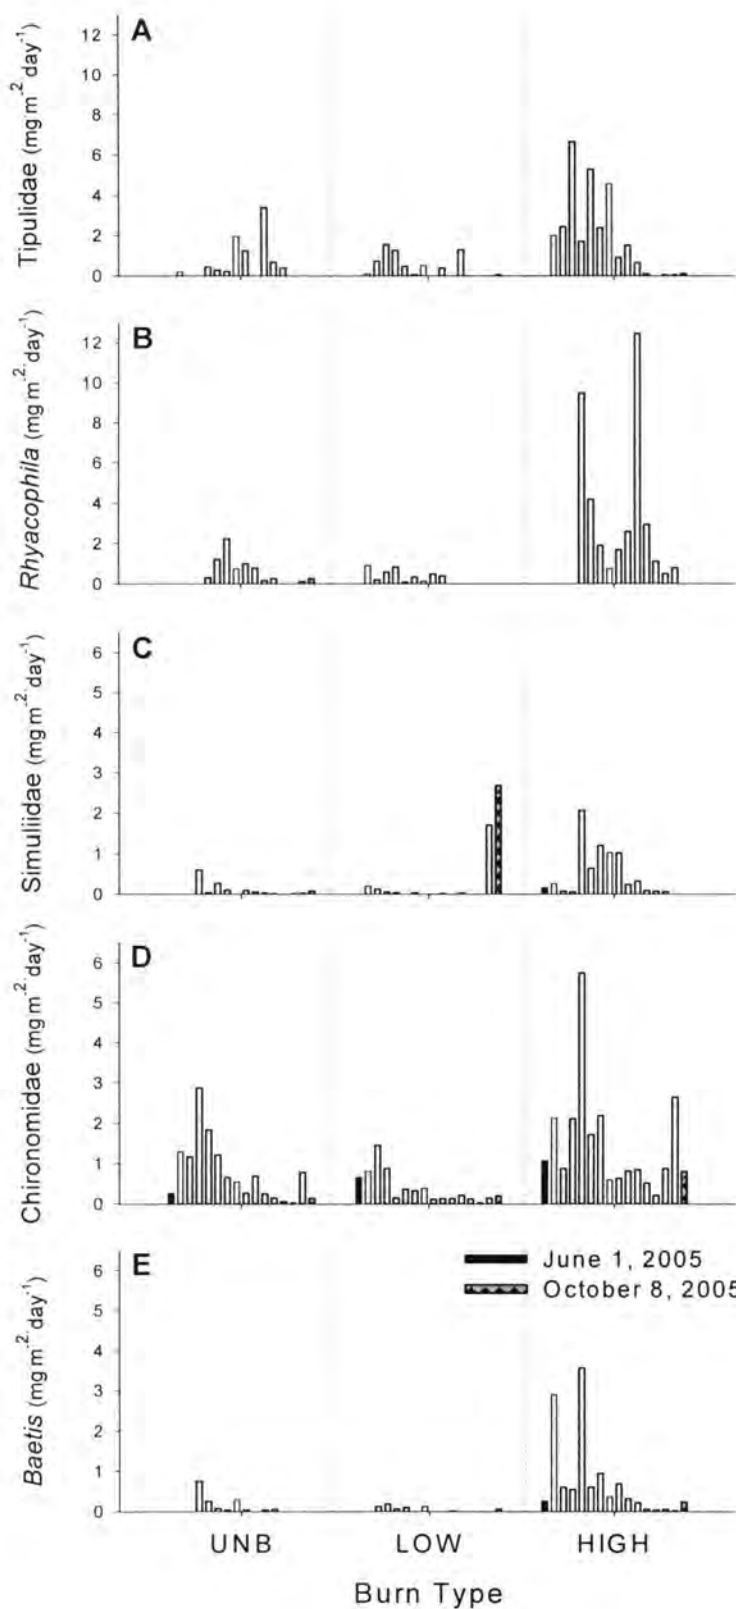 A
12
10
8
6
4
2
0
Tipulidae (mg m⁻² day⁻¹)
B
12
10
8
6
4
2
0
Rhyacophila (mg m⁻²·day⁻¹)
C
6
5
4
3
2
1
0
Simuliidae (mg m⁻²·day⁻¹)
D
6
5
4
3
2
1
0
Chironomidae (mg m⁻²·day⁻¹)
E
6
5
4
3
2
1
0
Baetis (mg m⁻²·day⁻¹)
June 1, 2005
October 8, 2005
UNB LOW HIGH
Burn Type